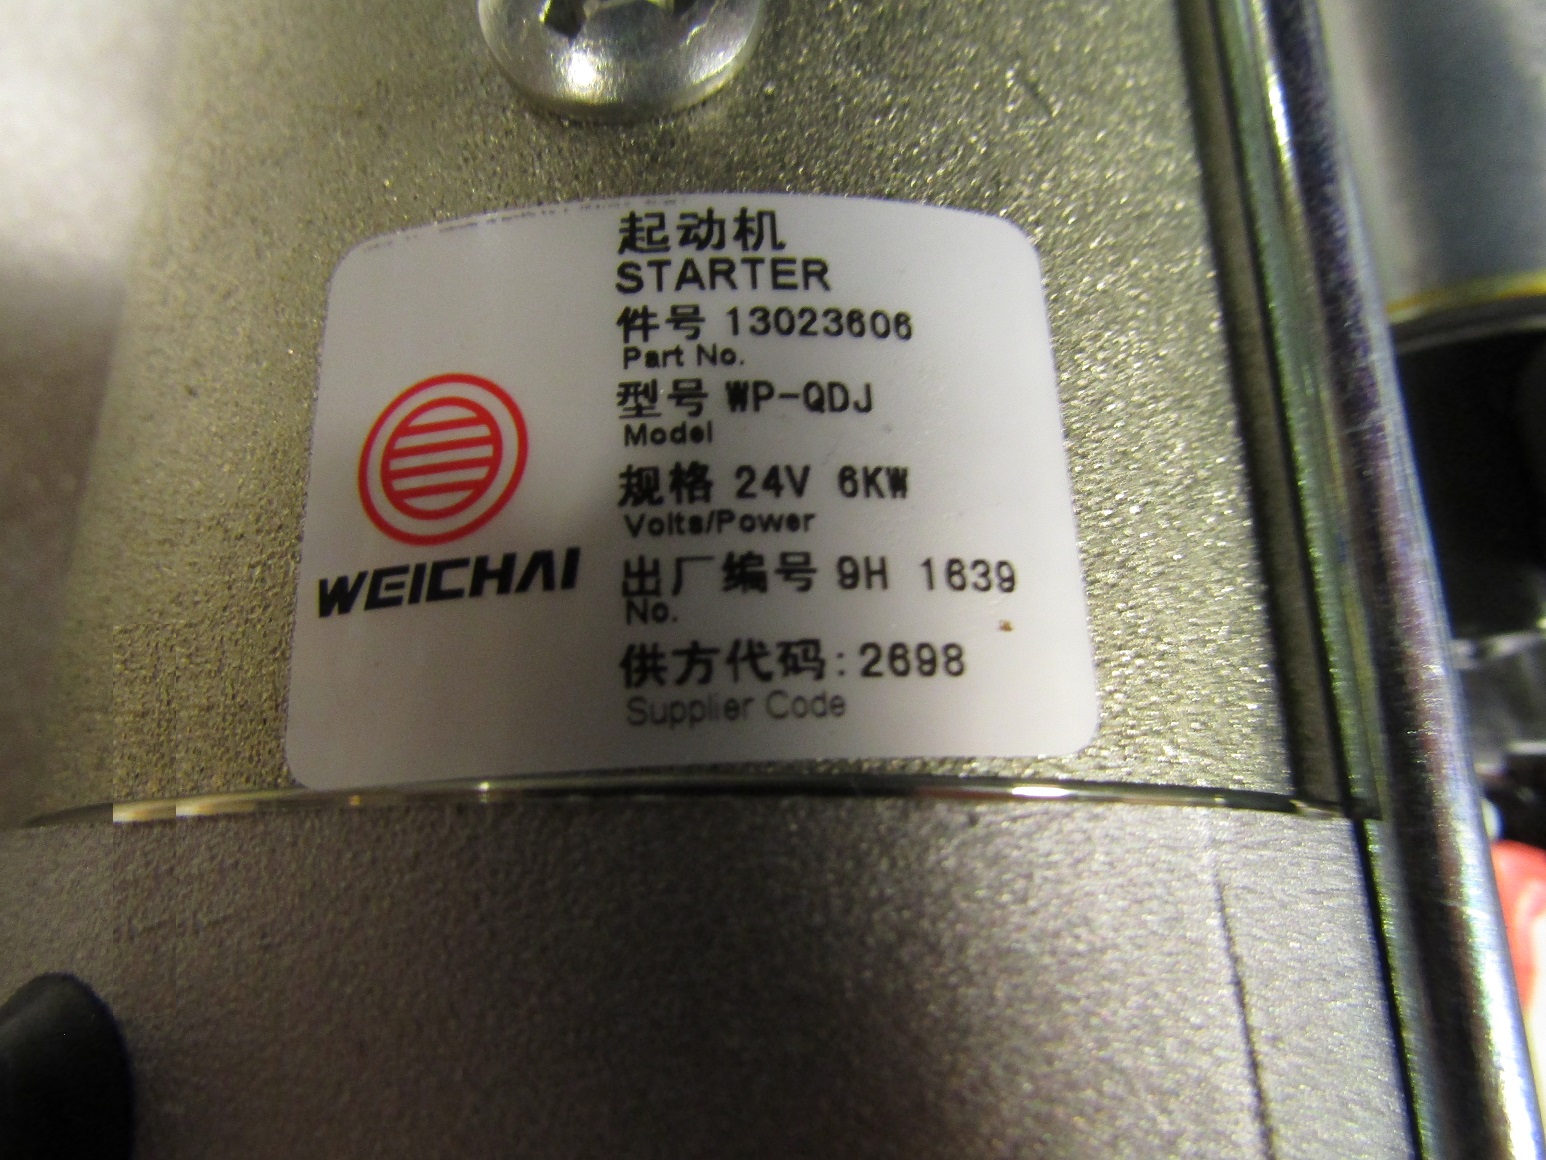 起动机
STARTER
件号 13023606
Part No.
型号 WP-QDJ
Model
规格 24V 6KW
Volts/Power
出厂编号 9H 1639
No.
供方代码:2698
Supplier Code
WEICHAI